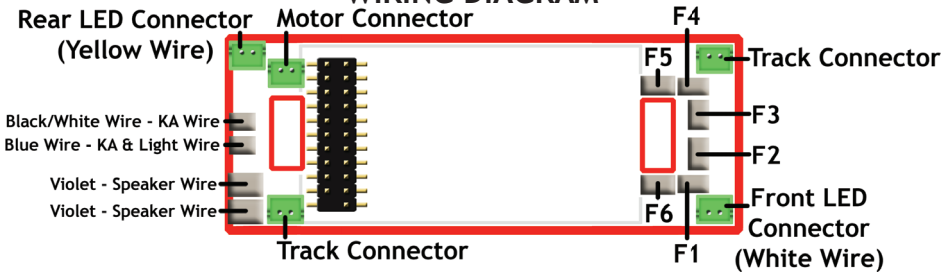 WIRING DIAGRAM
Rear LED Connector
(Yellow Wire)
Motor Connector
F4
F5
Track Connector
Black/White Wire - KA Wire
Blue Wire - KA & Light Wire
Violet - Speaker Wire
Violet - Speaker Wire
F3
F2
Track Connector
F6
F1
Front LED
Connector
(White Wire)